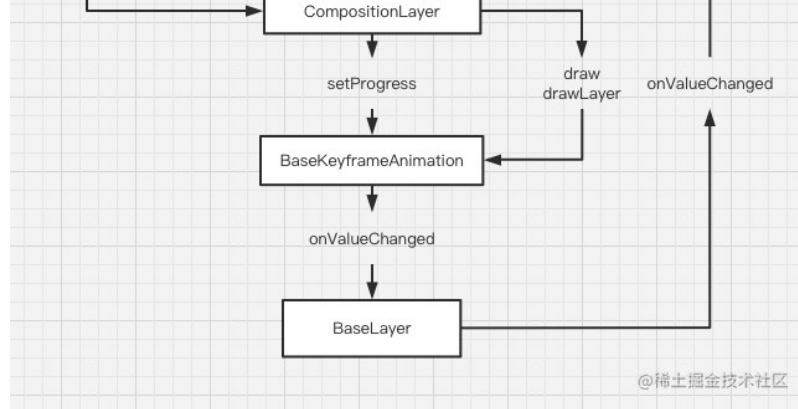 CompositionLayer
setProgress
draw
drawLayer
onValueChanged
BaseKeyframeAnimation
onValueChanged
BaseLayer
@稀土掘金技术社区